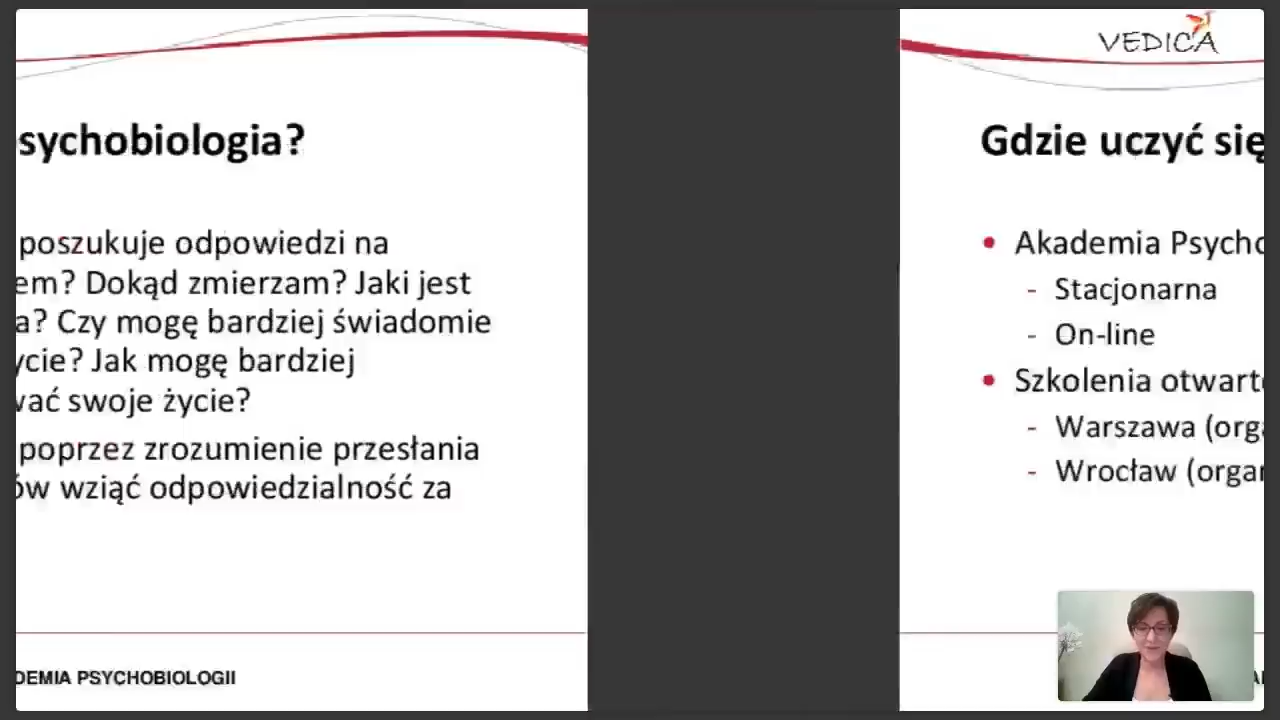 sychobiologia?
poszukuje odpowiedzi na
em? Dokąd zmierzam? Jaki jest
a? Czy mogę bardziej świadomie
ycie? Jak mogę bardziej
wać swoje życie?
poprzez zrozumienie przesłania
ów wziąć odpowiedzialność za
DEMIA PSYCHOBIOLOGII
VEDICA
Gdzie uczyć się
• Akademia Psycho
- Stacjonarna
- On-line
• Szkolenia otwart
- Warszawa (orga
- Wrocław (organ